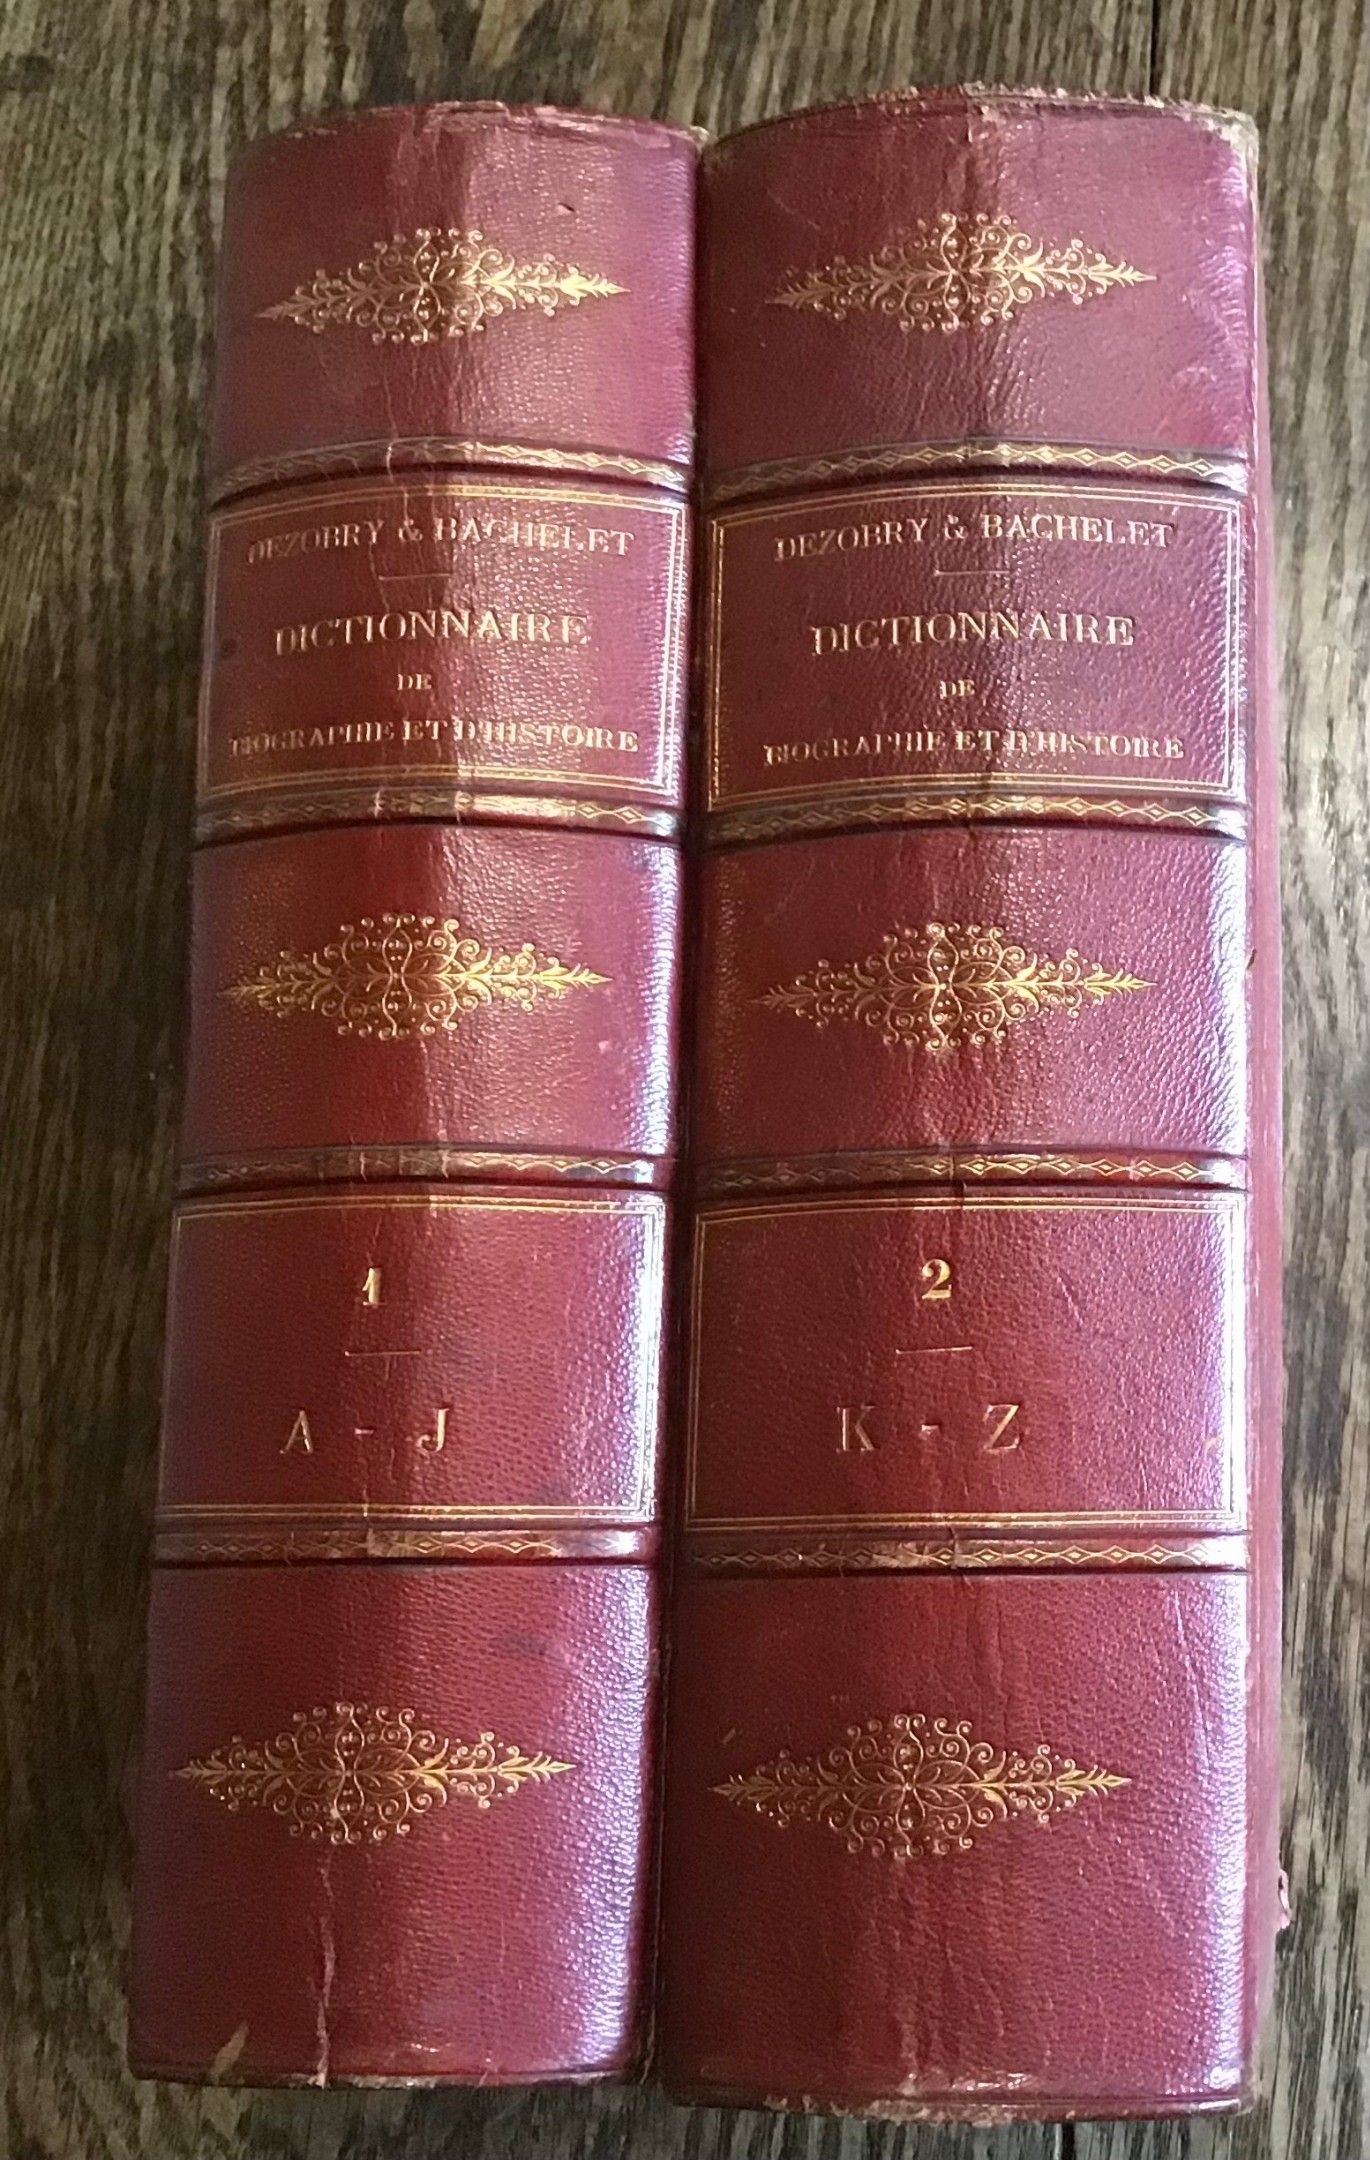 DEZOBRY & BACHELET
DICTIONNAIRE
DE
BIOGRAPHIE ET D'HISTOIRE
1
A - J
DEZOBRY & BACHELET
DICTIONNAIRE
DE
BIOGRAPHIE ET D'HISTOIRE
2
K - Z